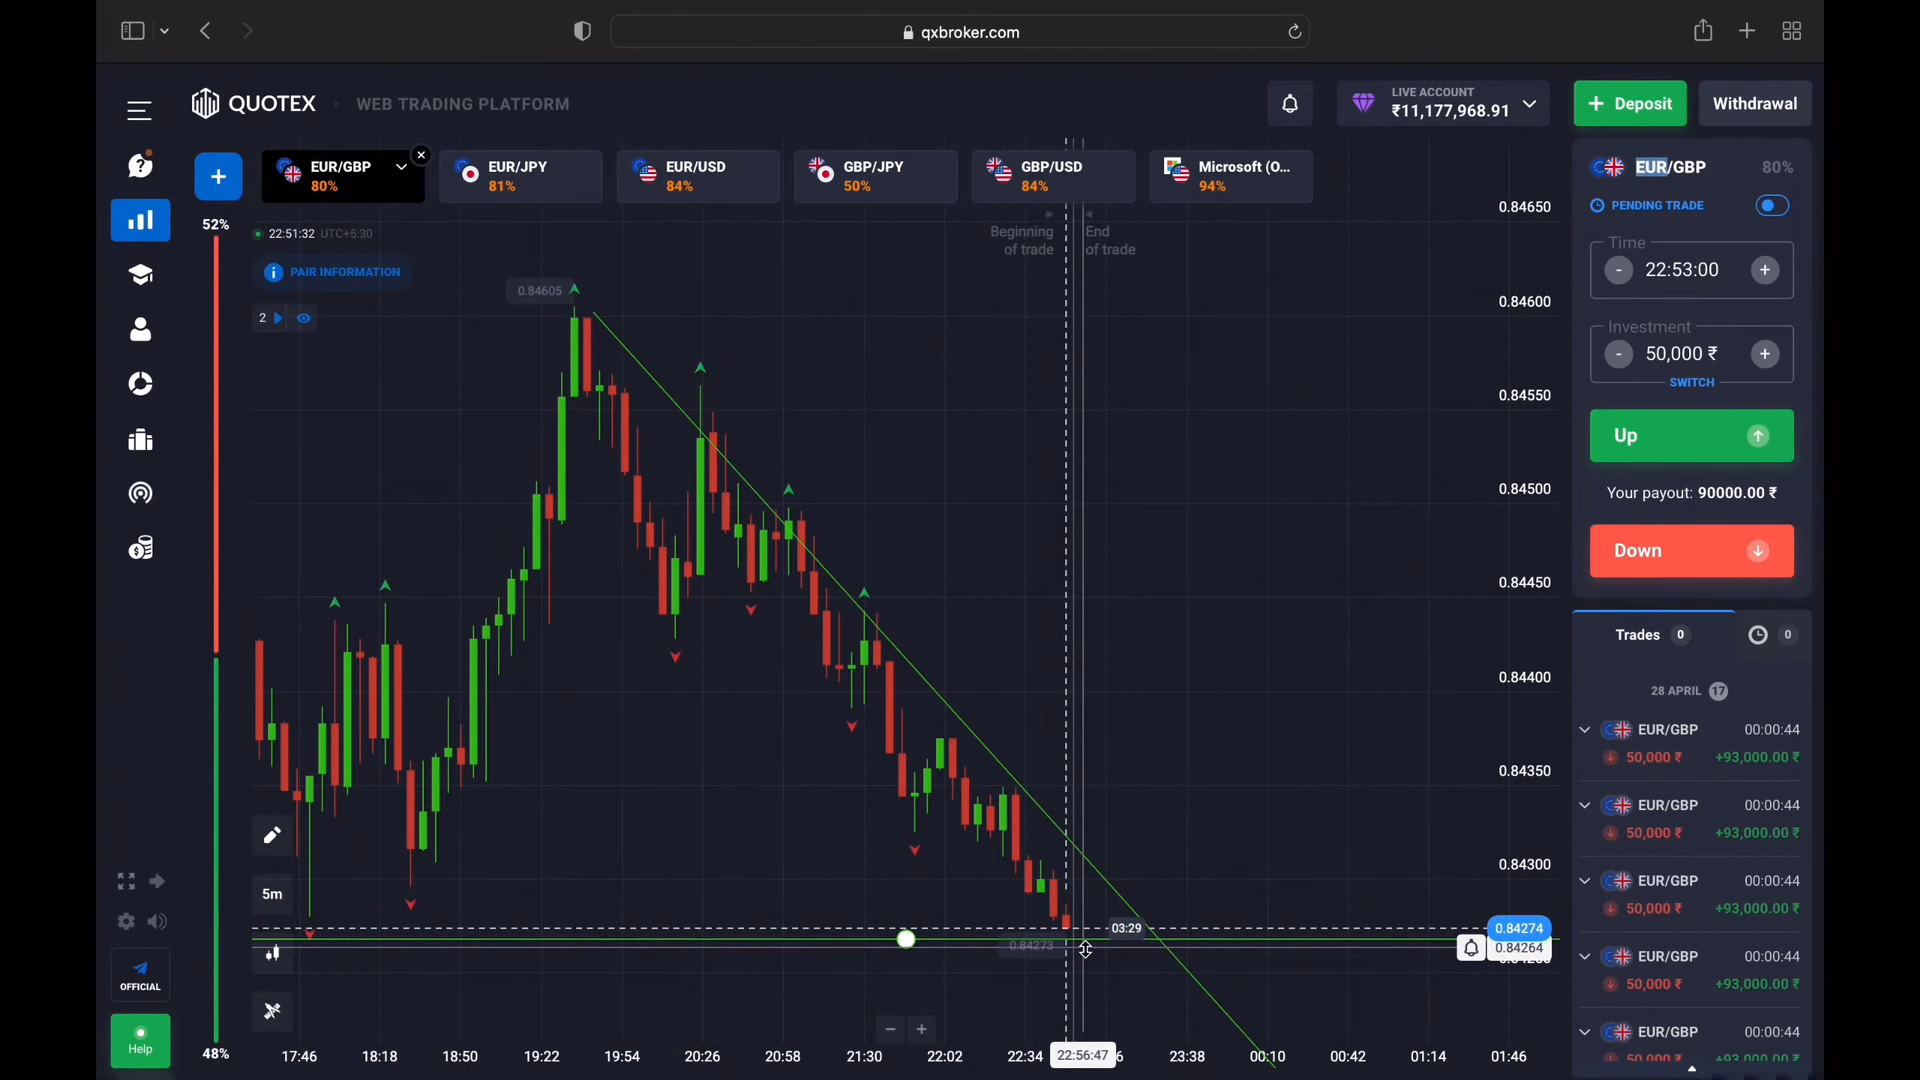 qxbroker.com
QUOTEX
WEB TRADING PLATFORM
LIVE ACCOUNT
₹11,177,968.91
+ Deposit
Withdrawal
EUR/GBP
80%
EUR/JPY
81%
EUR/USD
84%
GBP/JPY
50%
GBP/USD
84%
Microsoft (O...
94%
EUR/GBP 80%
PENDING TRADE
Time
- 22:53:00 +
Investment
- 50,000 ₹ +
SWITCH
Up
Your payout: 90000.00 ₹
Down
Trades 0
0
28 APRIL 17
EUR/GBP 00:00:44
50,000 ₹ +93,000.00 ₹
EUR/GBP 00:00:44
50,000 ₹ +93,000.00 ₹
EUR/GBP 00:00:44
50,000 ₹ +93,000.00 ₹
EUR/GBP 00:00:44
50,000 ₹ +93,000.00 ₹
EUR/GBP 00:00:44
50,000 ₹ +93,000.00 ₹
52%
22:51:32 UTC+5:30
PAIR INFORMATION
2
Beginning
of trade
End
of trade
0.84605
0.84650
0.84600
0.84550
0.84500
0.84450
0.84400
0.84350
0.84300
0.84274
0.84264
03:29
0.84273
5m
OFFICIAL
Help
48%
17:46 18:18 18:50 19:22 19:54 20:26 20:58 21:30 22:02 22:34 22:56:47 23:38 00:10 00:42 01:14 01:46